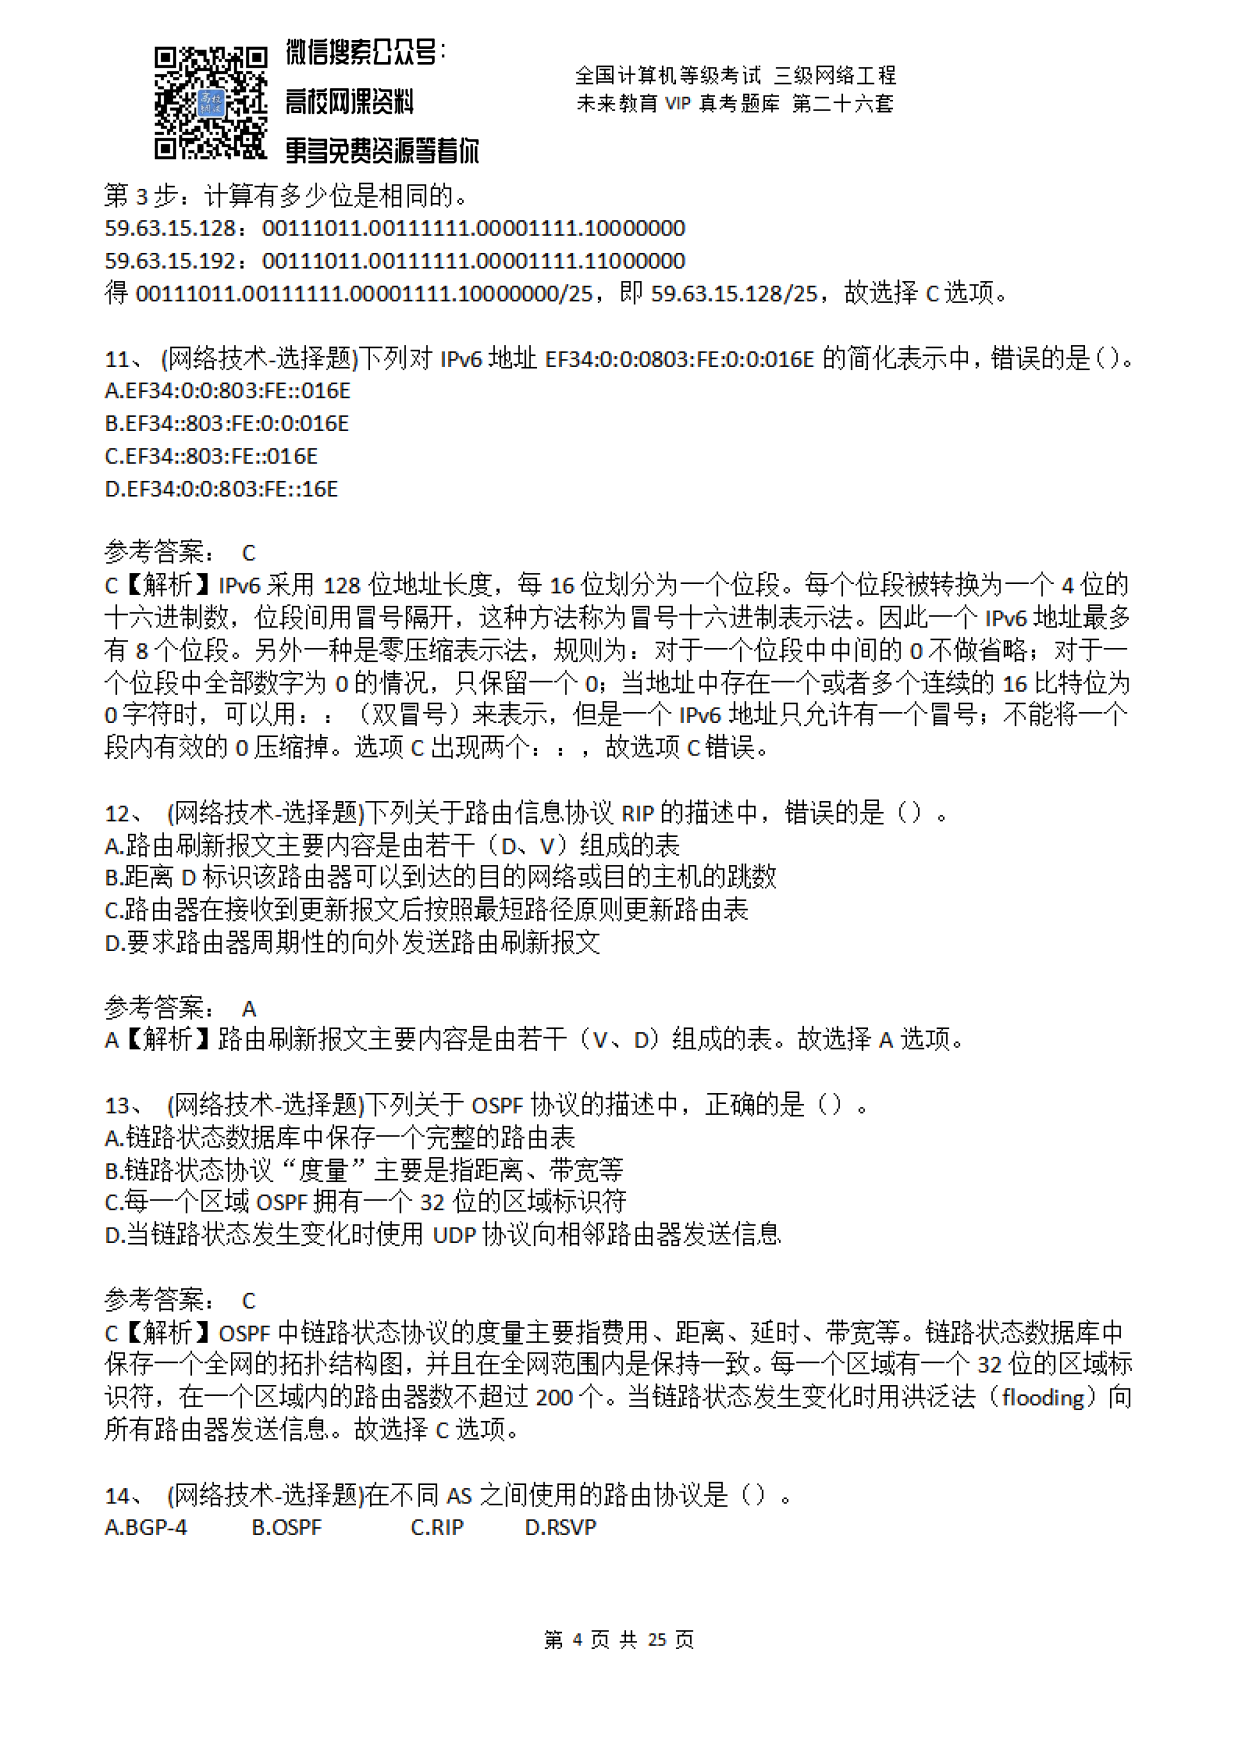 微信搜索公众号:
高校网课资料
更多免费资源等着你
全国计算机等级考试 三级网络工程
未来教育 VIP 真考题库 第二十六套
第 3 步：计算有多少位是相同的。
59.63.15.128：00111011.00111111.00001111.10000000
59.63.15.192：00111011.00111111.00001111.11000000
得 00111011.00111111.00001111.10000000/25，即 59.63.15.128/25，故选择 C 选项。
11、 (网络技术-选择题)下列对 IPv6 地址 EF34:0:0:0803:FE:0:0:016E 的简化表示中，错误的是（）。
A.EF34:0:0:803:FE::016E
B.EF34::803:FE:0:0:016E
C.EF34::803:FE::016E
D.EF34:0:0:803:FE::16E
参考答案： C
C【解析】IPv6 采用 128 位地址长度，每 16 位划分为一个位段。每个位段被转换为一个 4 位的
十六进制数，位段间用冒号隔开，这种方法称为冒号十六进制表示法。因此一个 IPv6 地址最多
有 8 个位段。另外一种是零压缩表示法，规则为：对于一个位段中中间的 0 不做省略；对于一
个位段中全部数字为 0 的情况，只保留一个 0；当地址中存在一个或者多个连续的 16 比特位为
0 字符时，可以用：：（双冒号）来表示，但是一个 IPv6 地址只允许有一个冒号；不能将一个
段内有效的 0 压缩掉。选项 C 出现两个：：，故选项 C 错误。
12、 (网络技术-选择题)下列关于路由信息协议 RIP 的描述中，错误的是（）。
A.路由刷新报文主要内容是由若干（D、V）组成的表
B.距离 D 标识该路由器可以到达的目的网络或目的主机的跳数
C.路由器在接收到更新报文后按照最短路径原则更新路由表
D.要求路由器周期性的向外发送路由刷新报文
参考答案： A
A【解析】路由刷新报文主要内容是由若干（V、D）组成的表。故选择 A 选项。
13、 (网络技术-选择题)下列关于 OSPF 协议的描述中，正确的是（）。
A.链路状态数据库中保存一个完整的路由表
B.链路状态协议“度量”主要是指距离、带宽等
C.每一个区域 OSPF 拥有一个 32 位的区域标识符
D.当链路状态发生变化时使用 UDP 协议向相邻路由器发送信息
参考答案： C
C【解析】OSPF 中链路状态协议的度量主要指费用、距离、延时、带宽等。链路状态数据库中
保存一个全网的拓扑结构图，并且在全网范围内是保持一致。每一个区域有一个 32 位的区域标
识符，在一个区域内的路由器数不超过 200 个。当链路状态发生变化时用洪泛法（flooding）向
所有路由器发送信息。故选择 C 选项。
14、 (网络技术-选择题)在不同 AS 之间使用的路由协议是（）。
A.BGP-4 B.OSPF C.RIP D.RSVP
第 4 页 共 25 页